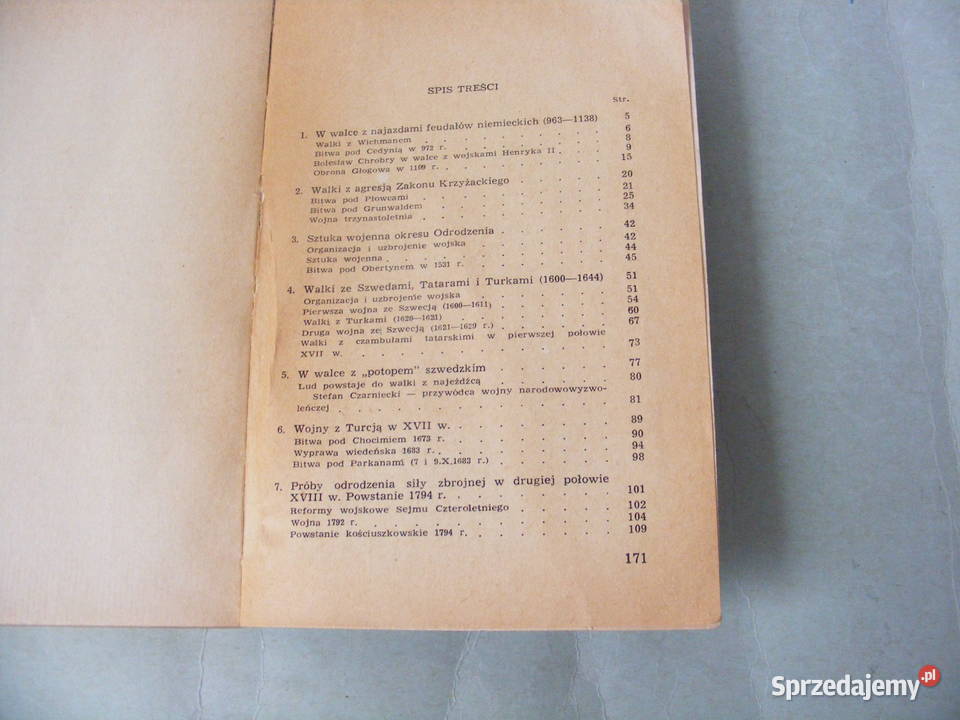 SPIS TREŚCI
Str.
1. W walce z najazdami feudałów niemieckich (963—1138) 5
Walki z Wichmanem . . . . . . . . 6
Bitwa pod Cedynią w 972 r. . . . . . . . 8
Bolesław Chrobry w walce z wojskami Henryka II . . . 9
Obrona Głogowa w 1109 r. . . . . . . . 15
2. Walki z agresją Zakonu Krzyżackiego . . . . . 20
Bitwa pod Płowcami . . . . . . . . 21
Bitwa pod Grunwaldem . . . . . . . . 25
Wojna trzynastoletnia . . . . . . . . 34
3. Sztuka wojenna okresu Odrodzenia . . . . . 42
Organizacja i uzbrojenie wojska . . . . . . 42
Sztuka wojenna . . . . . . . . . 44
Bitwa pod Obertynem w 1531 r. . . . . . . 45
4. Walki ze Szwedami, Tatarami i Turkami (1600—1644) 51
Organizacja i uzbrojenie wojska . . . . . . 51
Pierwsza wojna ze Szwecją (1600—1611) . . . . . 54
Walki z Turkami (1620—1621) . . . . . . . 60
Druga wojna ze Szwecją (1621—1629 r.) . . . . . 67
Walki z czambułami tatarskimi w pierwszej połowie
XVII w. . . . . . . . . . . 73
5. W walce z „potopem” szwedzkim . . . . . 77
Lud powstaje do walki z najeźdźcą . . . . . 80
Stefan Czarniecki — przywódca wojny narodowowyzwo-
leńczej . . . . . . . . . . 81
6. Wojny z Turcją w XVII w. . . . . . . . 89
Bitwa pod Chocimiem 1673 r. . . . . . . . 90
Wyprawa wiedeńska 1683 r. . . . . . . . 94
Bitwa pod Parkanami (7 i 9.X.1683 r.) . . . . . 98
7. Próby odrodzenia siły zbrojnej w drugiej połowie
XVIII w. Powstanie 1794 r. . . . . . . . 101
Reformy wojskowe Sejmu Czteroletniego . . . . . 102
Wojna 1792 r. . . . . . . . . . . 104
Powstanie kościuszkowskie 1794 r. . . . . . . 109
171
Sprzedajemy.pl